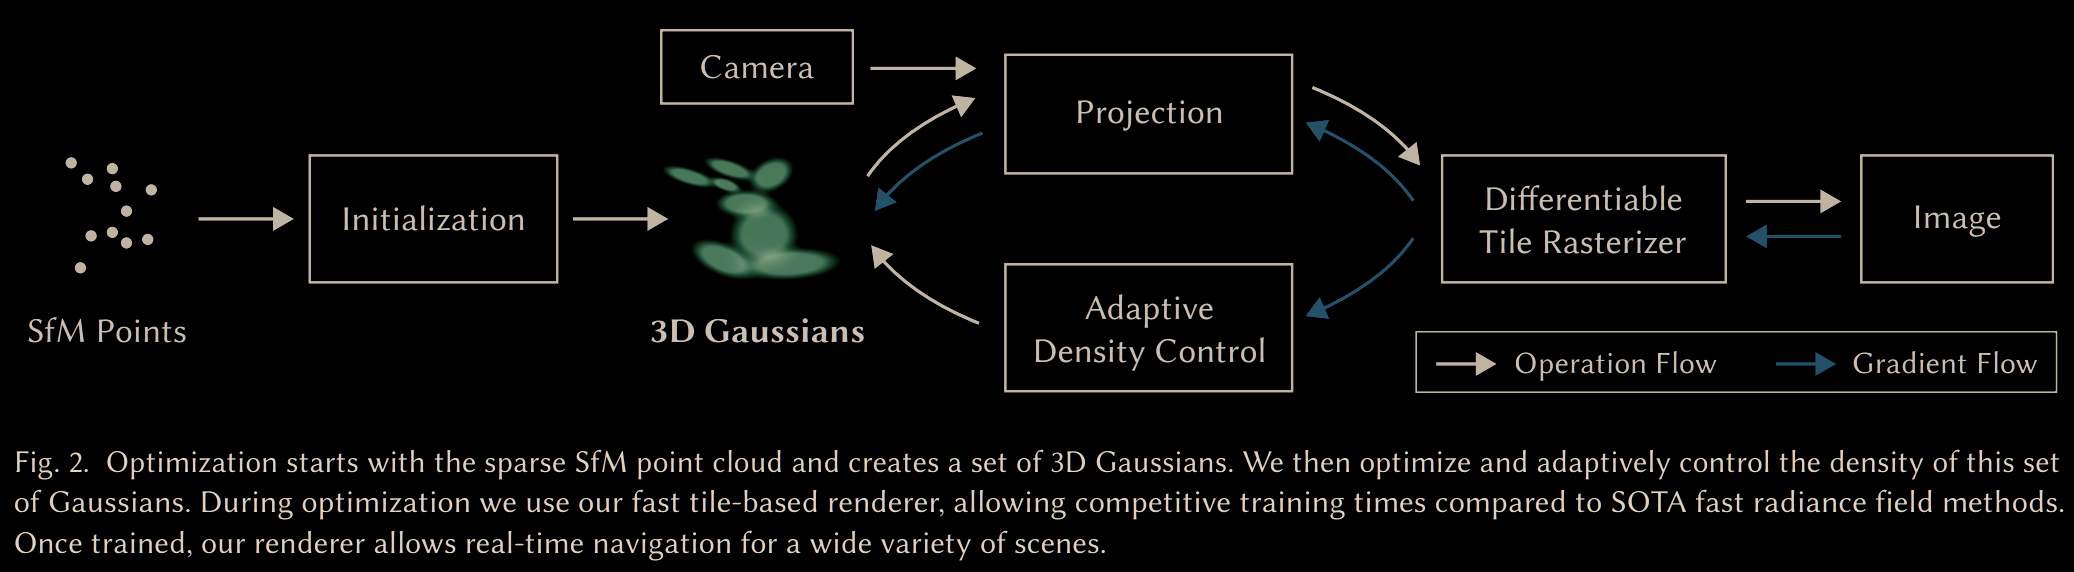 Camera
Projection
Initialization
Differentiable
Tile Rasterizer
Image
Adaptive
Density Control
SfM Points
3D Gaussians
Operation Flow
Gradient Flow
Fig. 2. Optimization starts with the sparse SfM point cloud and creates a set of 3D Gaussians. We then optimize and adaptively control the density of this set
of Gaussians. During optimization we use our fast tile-based renderer, allowing competitive training times compared to SOTA fast radiance field methods.
Once trained, our renderer allows real-time navigation for a wide variety of scenes.